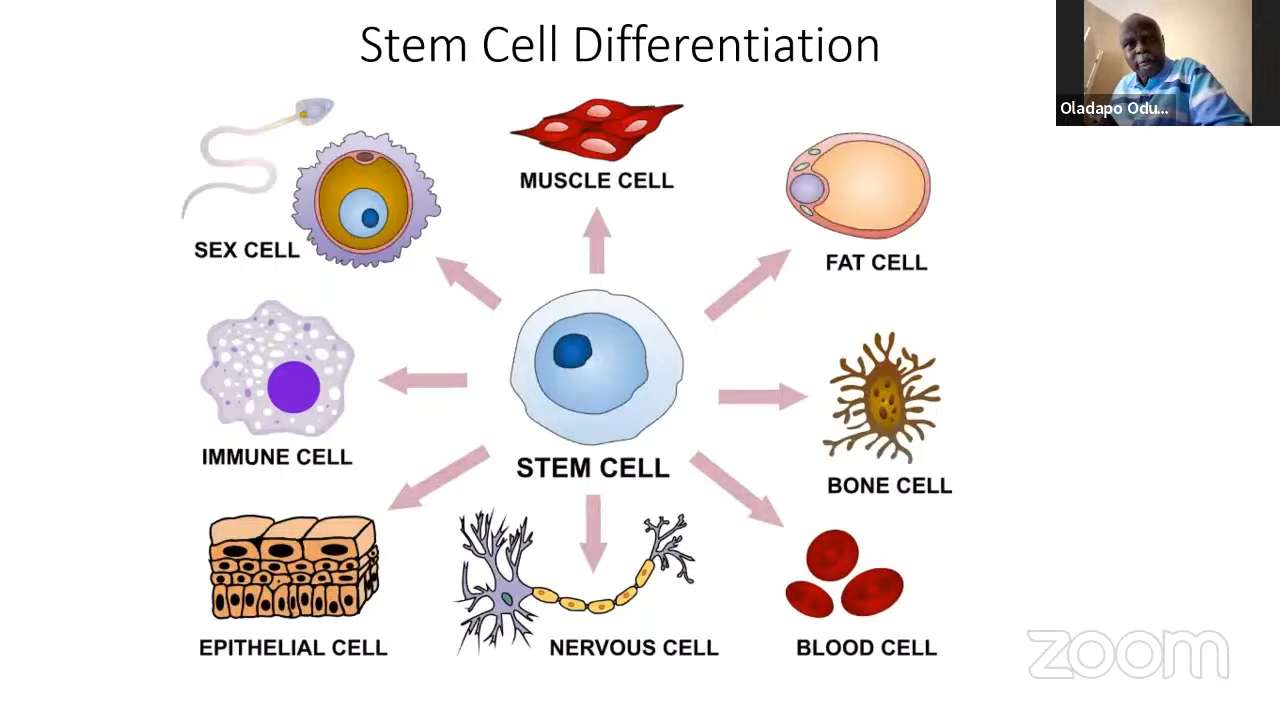 Stem Cell Differentiation
Oladapo Odu...
MUSCLE CELL
SEX CELL
FAT CELL
IMMUNE CELL
STEM CELL
BONE CELL
EPITHELIAL CELL
NERVOUS CELL
BLOOD CELL
zoom